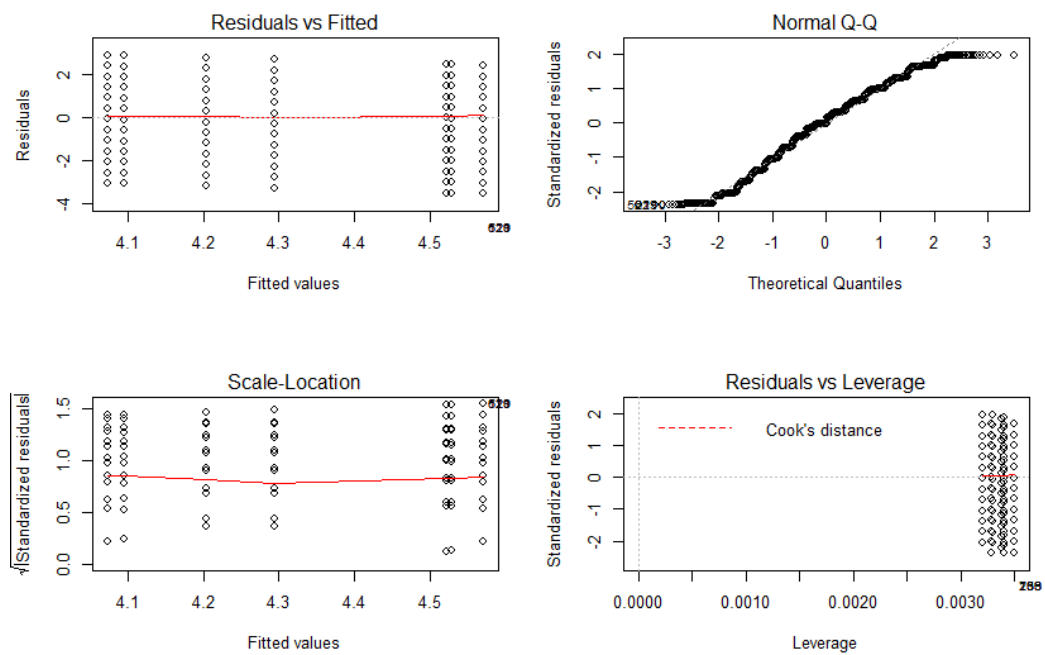 Residuals vs Fitted
Residuals
2
0
-2
-4
4.1 4.2 4.3 4.4 4.5
Fitted values
Normal Q-Q
Standardized residuals
2
1
0
-1
-2
-3 -2 -1 0 1 2 3
Theoretical Quantiles
Scale-Location
√|Standardized residuals|
1.5
1.0
0.5
0.0
4.1 4.2 4.3 4.4 4.5
Fitted values
Residuals vs Leverage
Standardized residuals
2
1
0
-1
-2
Cook's distance
0.0000 0.0010 0.0020 0.0030
Leverage